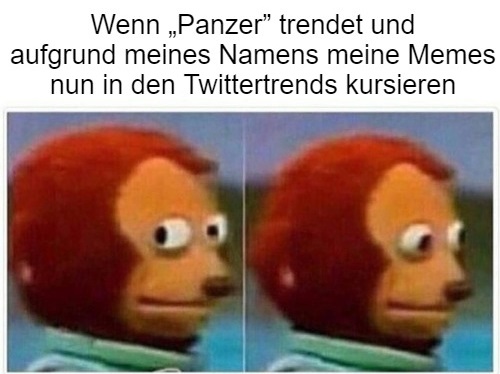 Wenn „Panzer” trendet und
aufgrund meines Namens meine Memes
nun in den Twittertrends kursieren